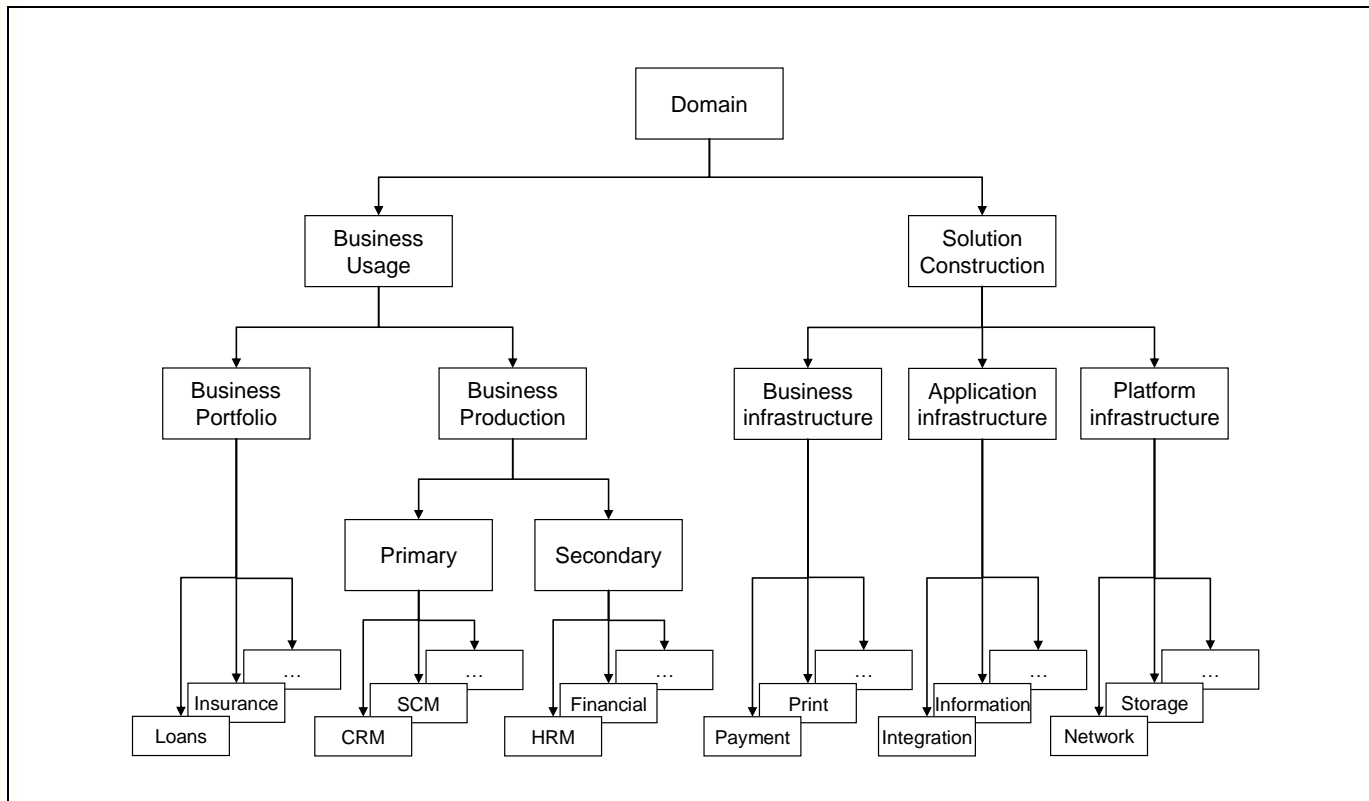 Domain
Business
Usage
Solution
Construction
Business
Portfolio
Business
Production
Business
infrastructure
Application
infrastructure
Platform
infrastructure
Primary
Secondary
...
...
...
...
...
...
Insurance
SCM
Financial
Print
Information
Storage
Loans
CRM
HRM
Payment
Integration
Network